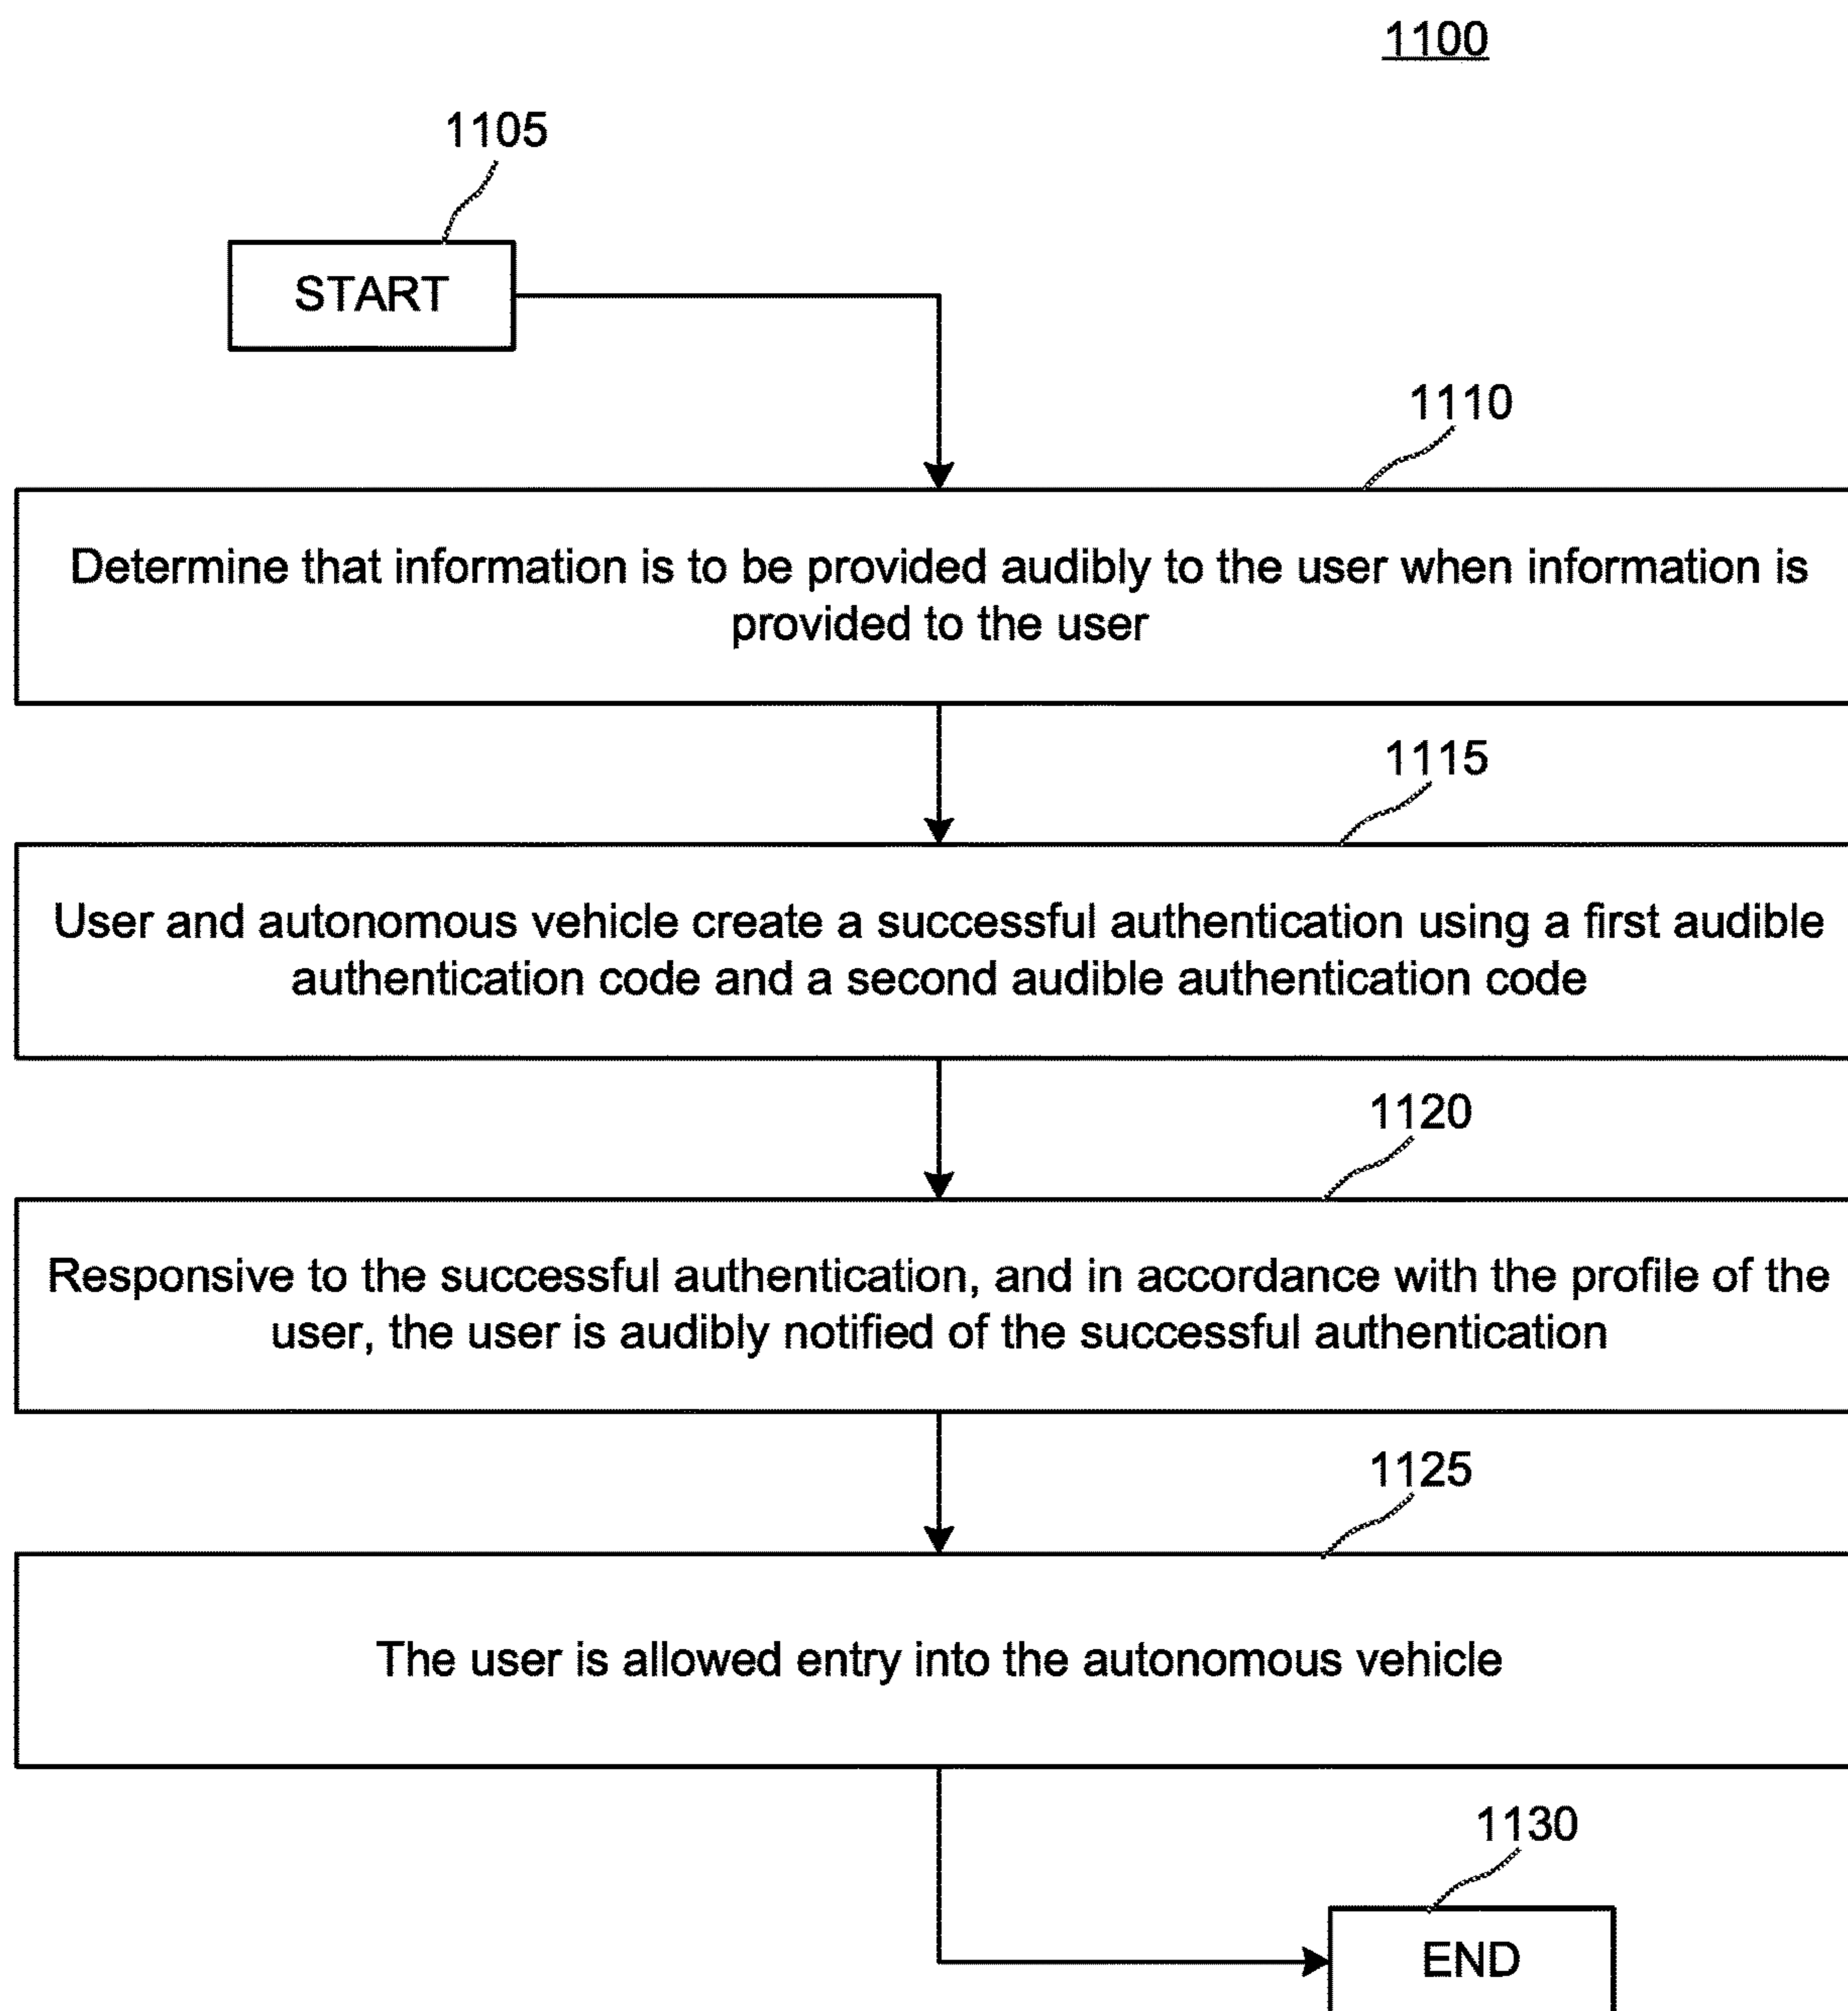 1100
1105
START
1110
Determine that information is to be provided audibly to the user when information is
provided to the user
1115
User and autonomous vehicle create a successful authentication using a first audible
authentication code and a second audible authentication code
1120
Responsive to the successful authentication, and in accordance with the profile of the
user, the user is audibly notified of the successful authentication
1125
The user is allowed entry into the autonomous vehicle
1130
END